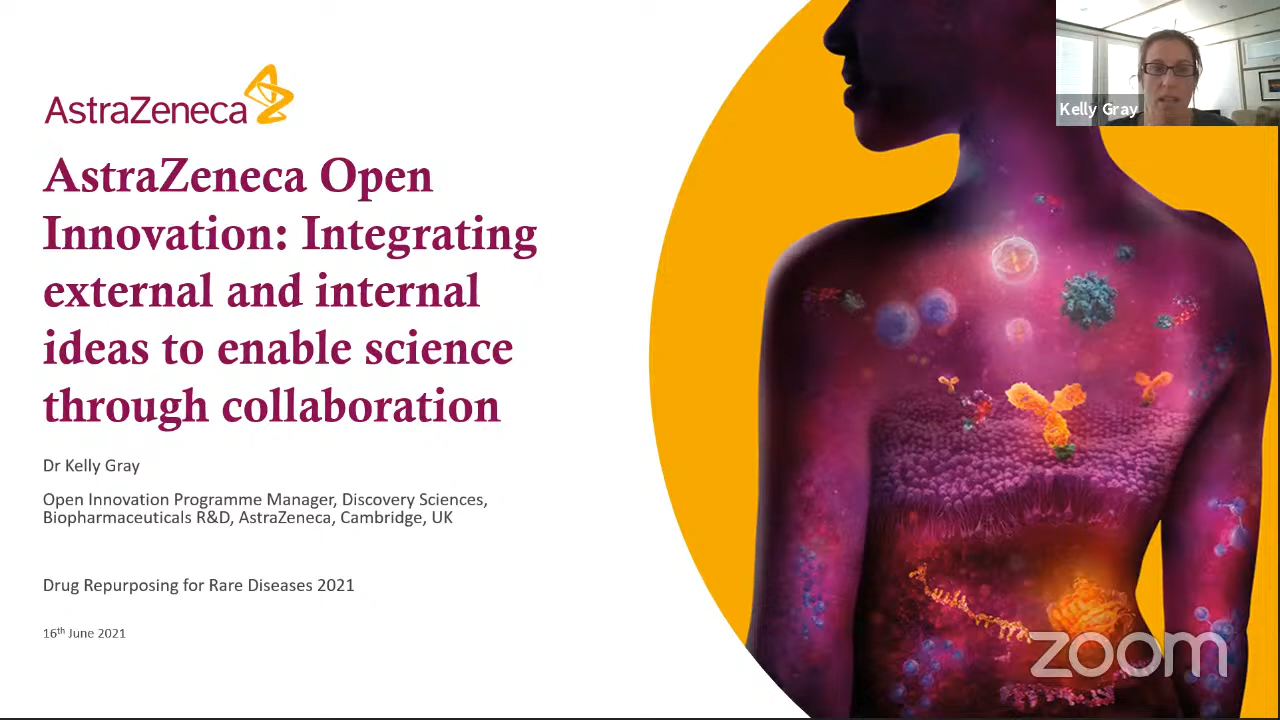 AstraZeneca
AstraZeneca Open
Innovation: Integrating
external and internal
ideas to enable science
through collaboration
Dr Kelly Gray
Open Innovation Programme Manager, Discovery Sciences,
Biopharmaceuticals R&D, AstraZeneca, Cambridge, UK
Drug Repurposing for Rare Diseases 2021
16th June 2021
Kelly Gray
zoom